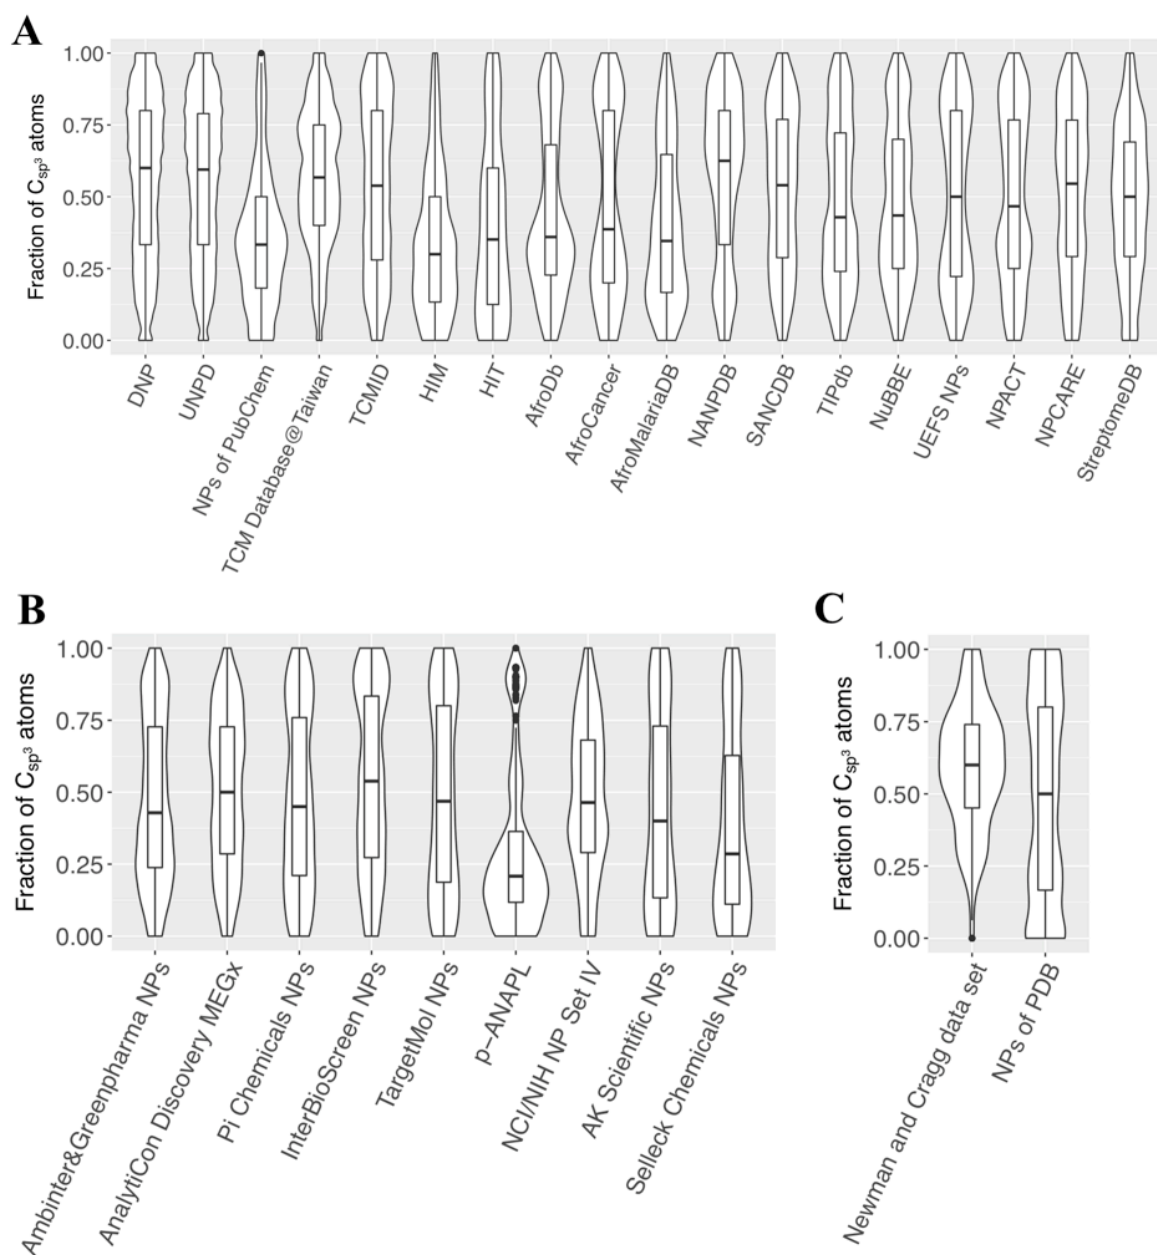 A
Fraction of Csp³ atoms
1.00
0.75
0.50
0.25
0.00
DNP
UNPD
NPs of PubChem
TCM Database@Taiwan
TCMID
HIM
HIT
AfroDb
AfroCancer
AfroMalariaDB
NANPDB
SANCDB
TIPdb
NuBBE
UEFS NPs
NPACT
NPCARE
StreptomeDB
B
Fraction of Csp³ atoms
1.00
0.75
0.50
0.25
0.00
Ambinter&Greenpharma NPs
AnalytiCon Discovery MEGx
Pi Chemicals NPs
InterBioScreen NPs
TargetMol NPs
p-ANAPL
NCI/NIH NP Set IV
AK Scientific NPs
Selleck Chemicals NPs
C
Fraction of Csp³ atoms
1.00
0.75
0.50
0.25
0.00
Newman and Cragg data set
NPs of PDB